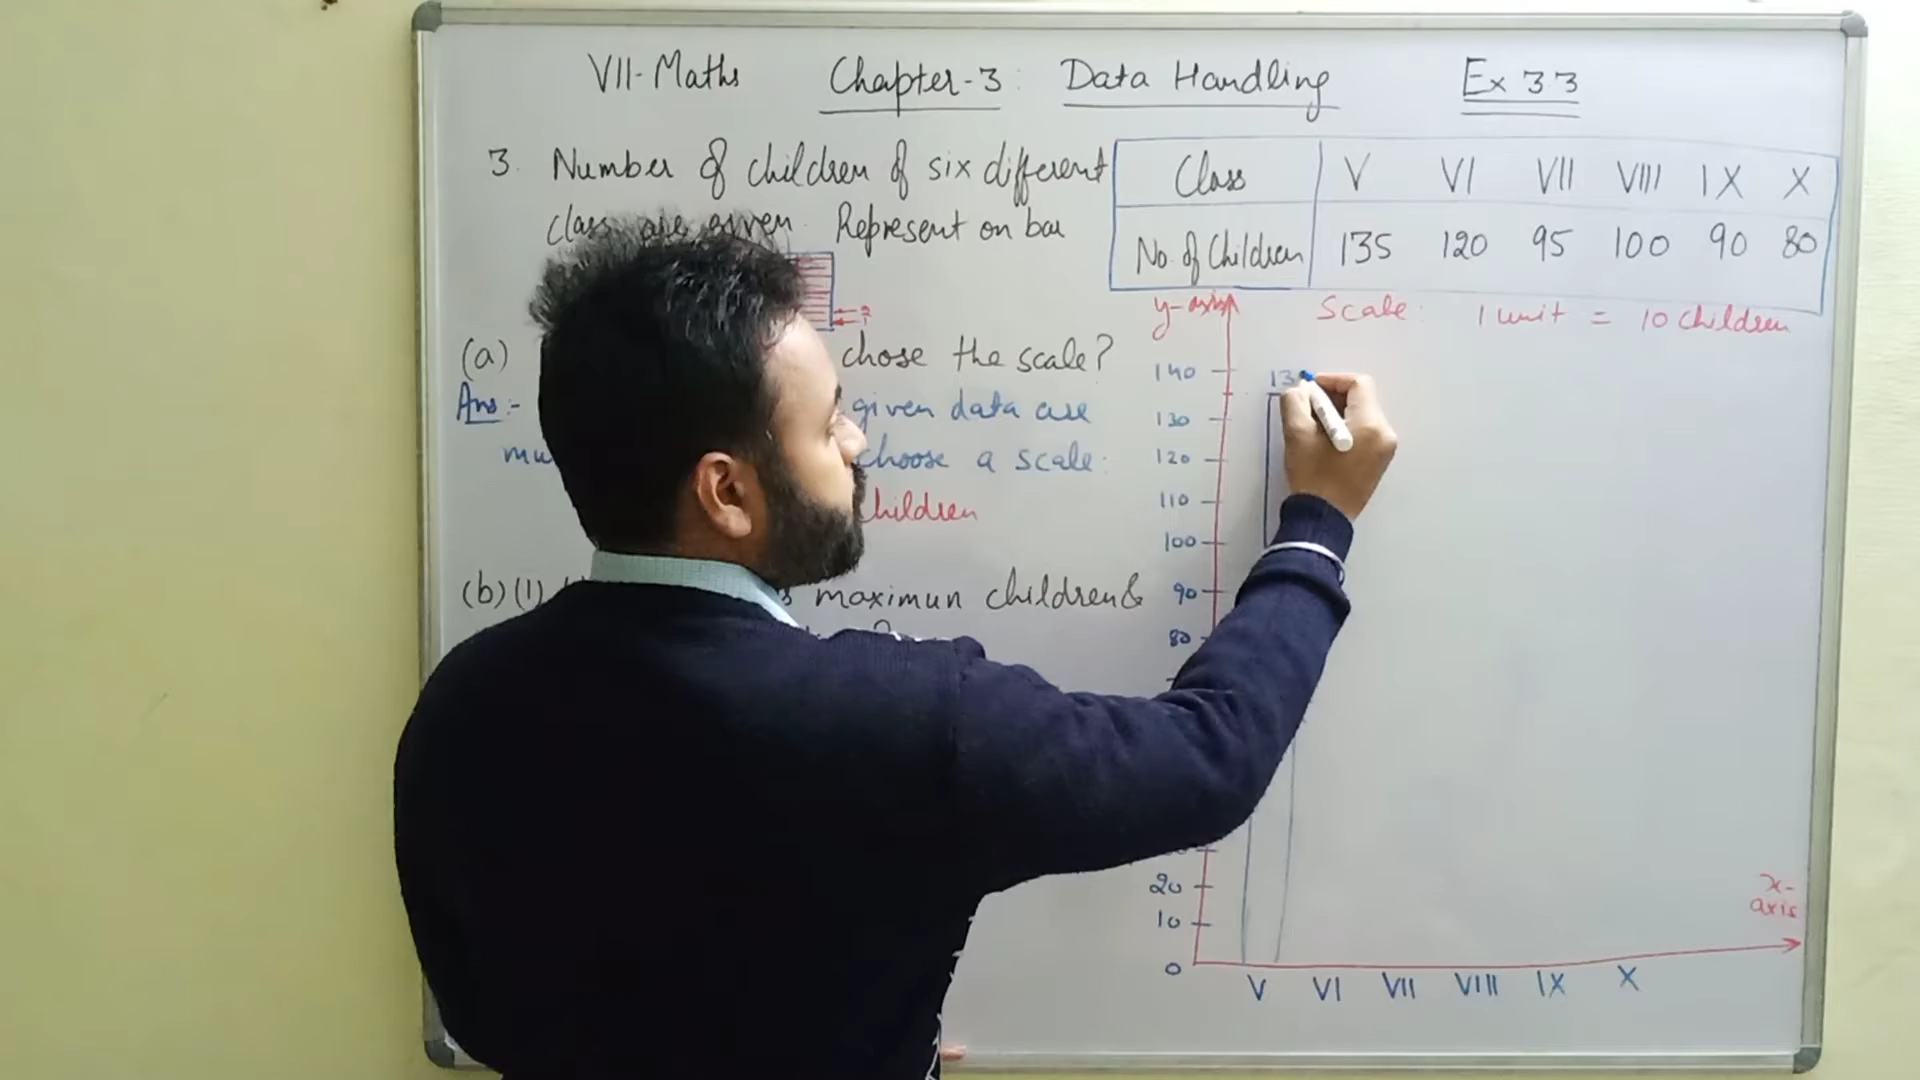 VII-Maths Chapter-3: Data Handling Ex 3.3
3. Number of children of six different
class are given. Represent on bar
Class V VI VII VIII IX X
No. of Children 135 120 95 100 90 80
(a) chose the scale?
Ans:- given data are
choose a scale:
children
(b)(1) maximun children &
y-axis Scale: 1 unit = 10 children
140
130
120
110
100
90
80
20
10
0
V VI VII VIII IX X
x-
axis